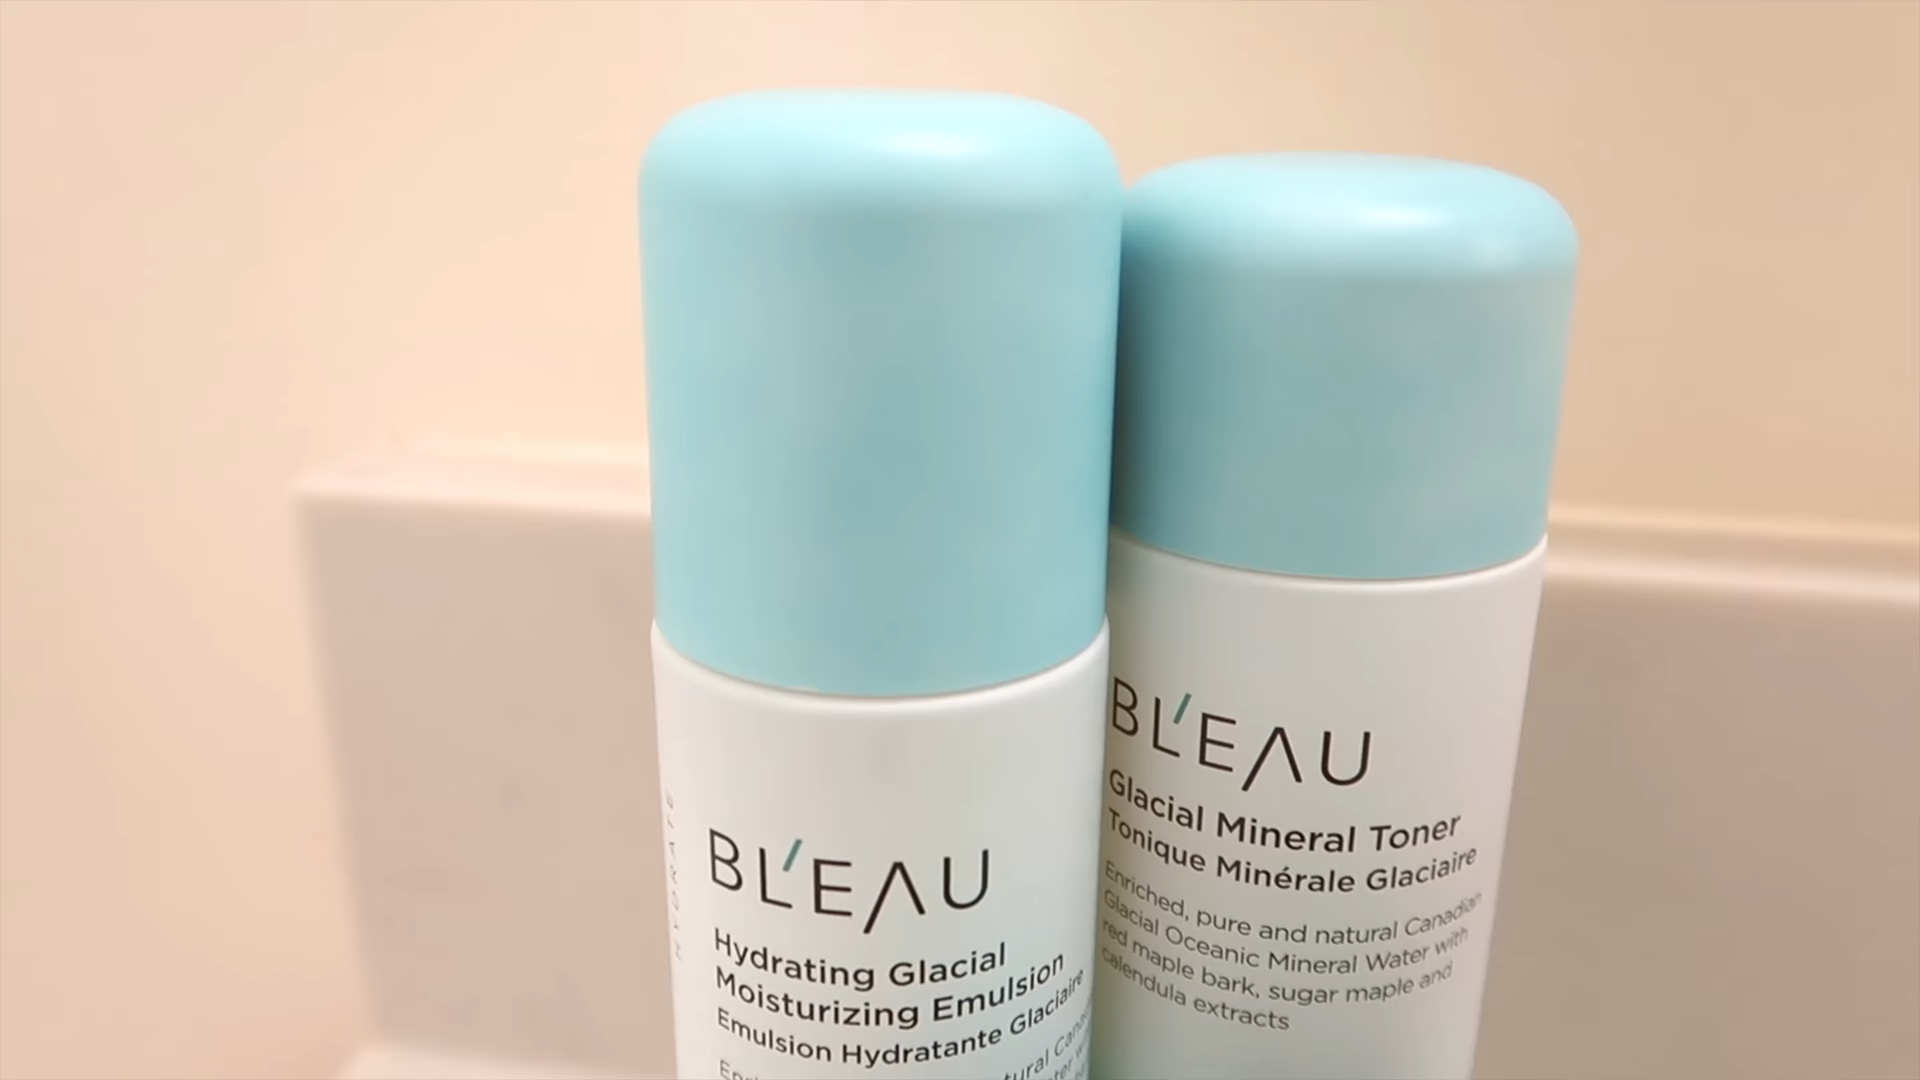 HYDRATE
BL'EAU
Hydrating Glacial
Moisturizing Emulsion
Emulsion Hydratante Glaciaire
BL'EAU
Glacial Mineral Toner
Tonique Minérale Glaciaire
Enriched, pure and natural Canadian
Glacial Oceanic Mineral Water with
red maple bark, sugar maple and
calendula extracts